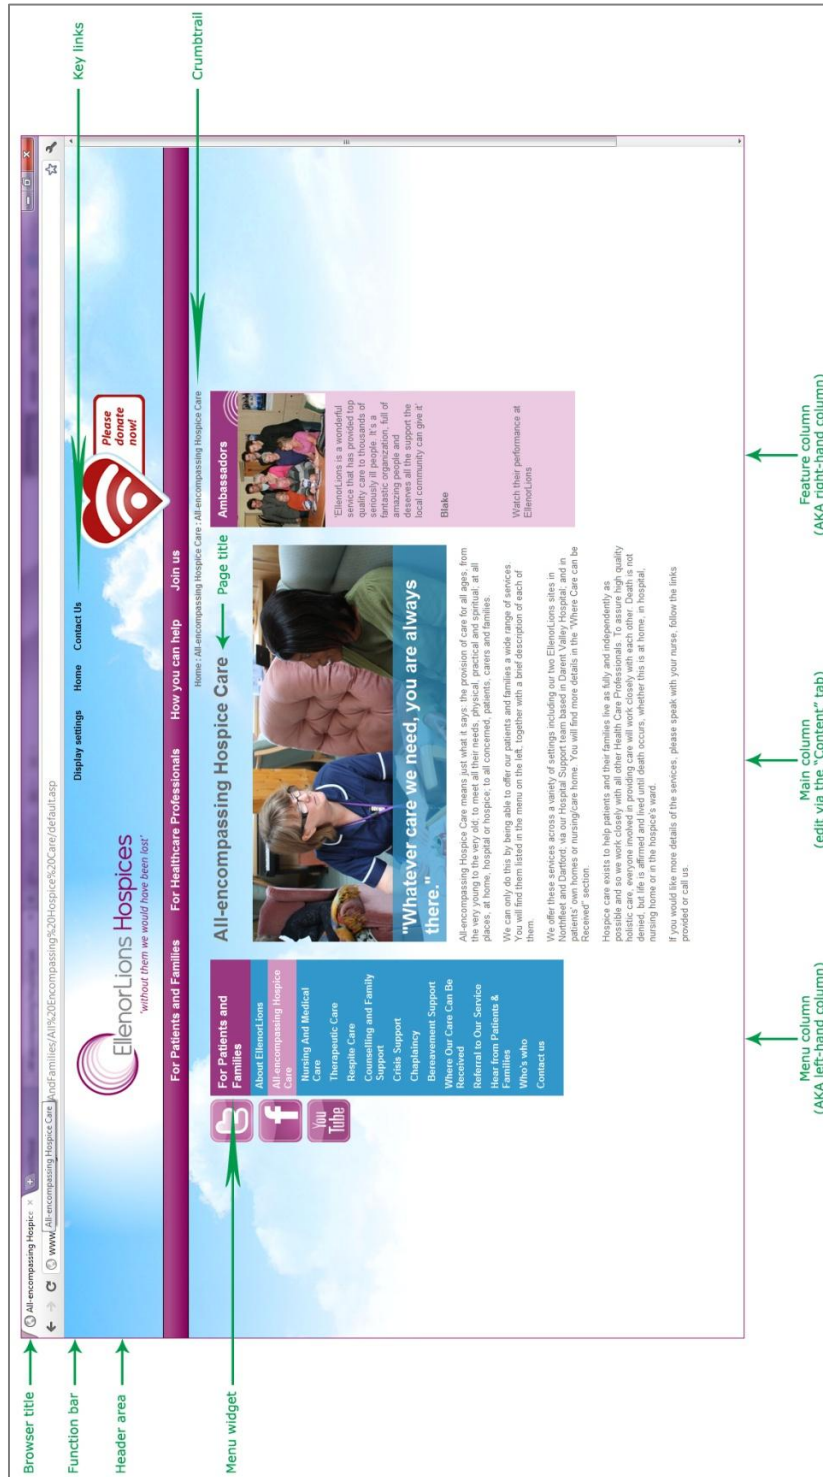 Key links
Crumbtrail
Browser title
All-encompassing Hospice
Function bar
www.
AndFamilies/All%20Encompassing%20Hospice%20Care/default.asp
All-encompassing Hospice Care
Header area
Display settings
Home
Contact Us
EllenorLions Hospices
'without them we would have been lost'
Please
donate
now!
For Patients and Families
For Healthcare Professionals
How you can help
Join us
Home : All-encompassing Hospice Care : All-encompassing Hospice Care
Menu widget
You
Tube
For Patients and
Families
About EllenorLions
All-encompassing Hospice
Care
Nursing And Medical
Care
Therapeutic Care
Respite Care
Counselling and Family
Support
Crisis Support
Chaplaincy
Bereavement Support
Where Our Care Can Be
Received
Referral to Our Service
Hear from Patients &
Families
Who's who
Contact us
All-encompassing Hospice Care
Page title
"Whatever care we need, you are always
there."
All-encompassing Hospice Care means just what it says: the provision of care for all ages, from
the very young to the very old; to meet all their needs, physical, practical and spiritual; at all
places, at home, hospital or hospice; to all concerned, patients, carers and families.
We can only do this by being able to offer our patients and families a wide range of services.
You will find them listed in the menu on the left, together with a brief description of each of
them.
We offer these services across a variety of settings including our two EllenorLions sites in
Northfleet and Dartford; via our Hospital Support team based in Darent Valley Hospital; and in
patients' own homes or nursing/care home. You will find more details in the "Where Care can be
Received" section.
Hospice care exists to help patients and their families live as fully and independently as
possible and so we work closely with all other Health Care Professionals. To assure high quality
holistic care, everyone involved in providing care will work closely with each other. Death is not
denied, but life is affirmed and lived until death occurs, whether this is at home, in hospital,
nursing home or in the hospice's ward.
If you would like more details of the services, please speak with your nurse, follow the links
provided or call us.
Ambassadors
'EllenorLions is a wonderful
service that has provided top
quality care to thousands of
seriously ill people. It's a
fantastic organization, full of
amazing people and
deserves all the support the
local community can give it'
Blake
Watch their performance at
EllenorLions
Menu column
(AKA left-hand column)
Main column
(edit via the "Content" tab)
Feature column
(AKA right-hand column)